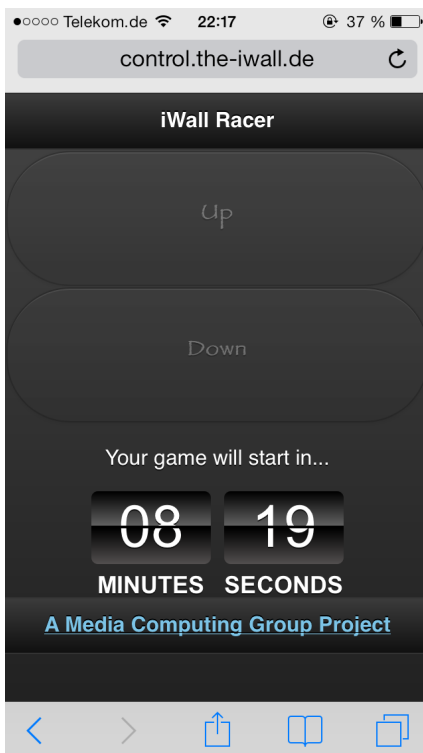 Telekom.de 22:17 37 %
control.the-iwall.de
iWall Racer
Up
Down
Your game will start in...
08 19
MINUTES SECONDS
A Media Computing Group Project